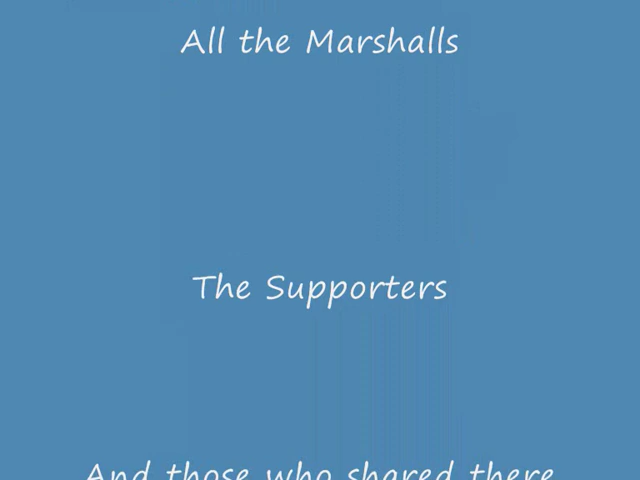 All the Marshalls
The Supporters
And those who shared there